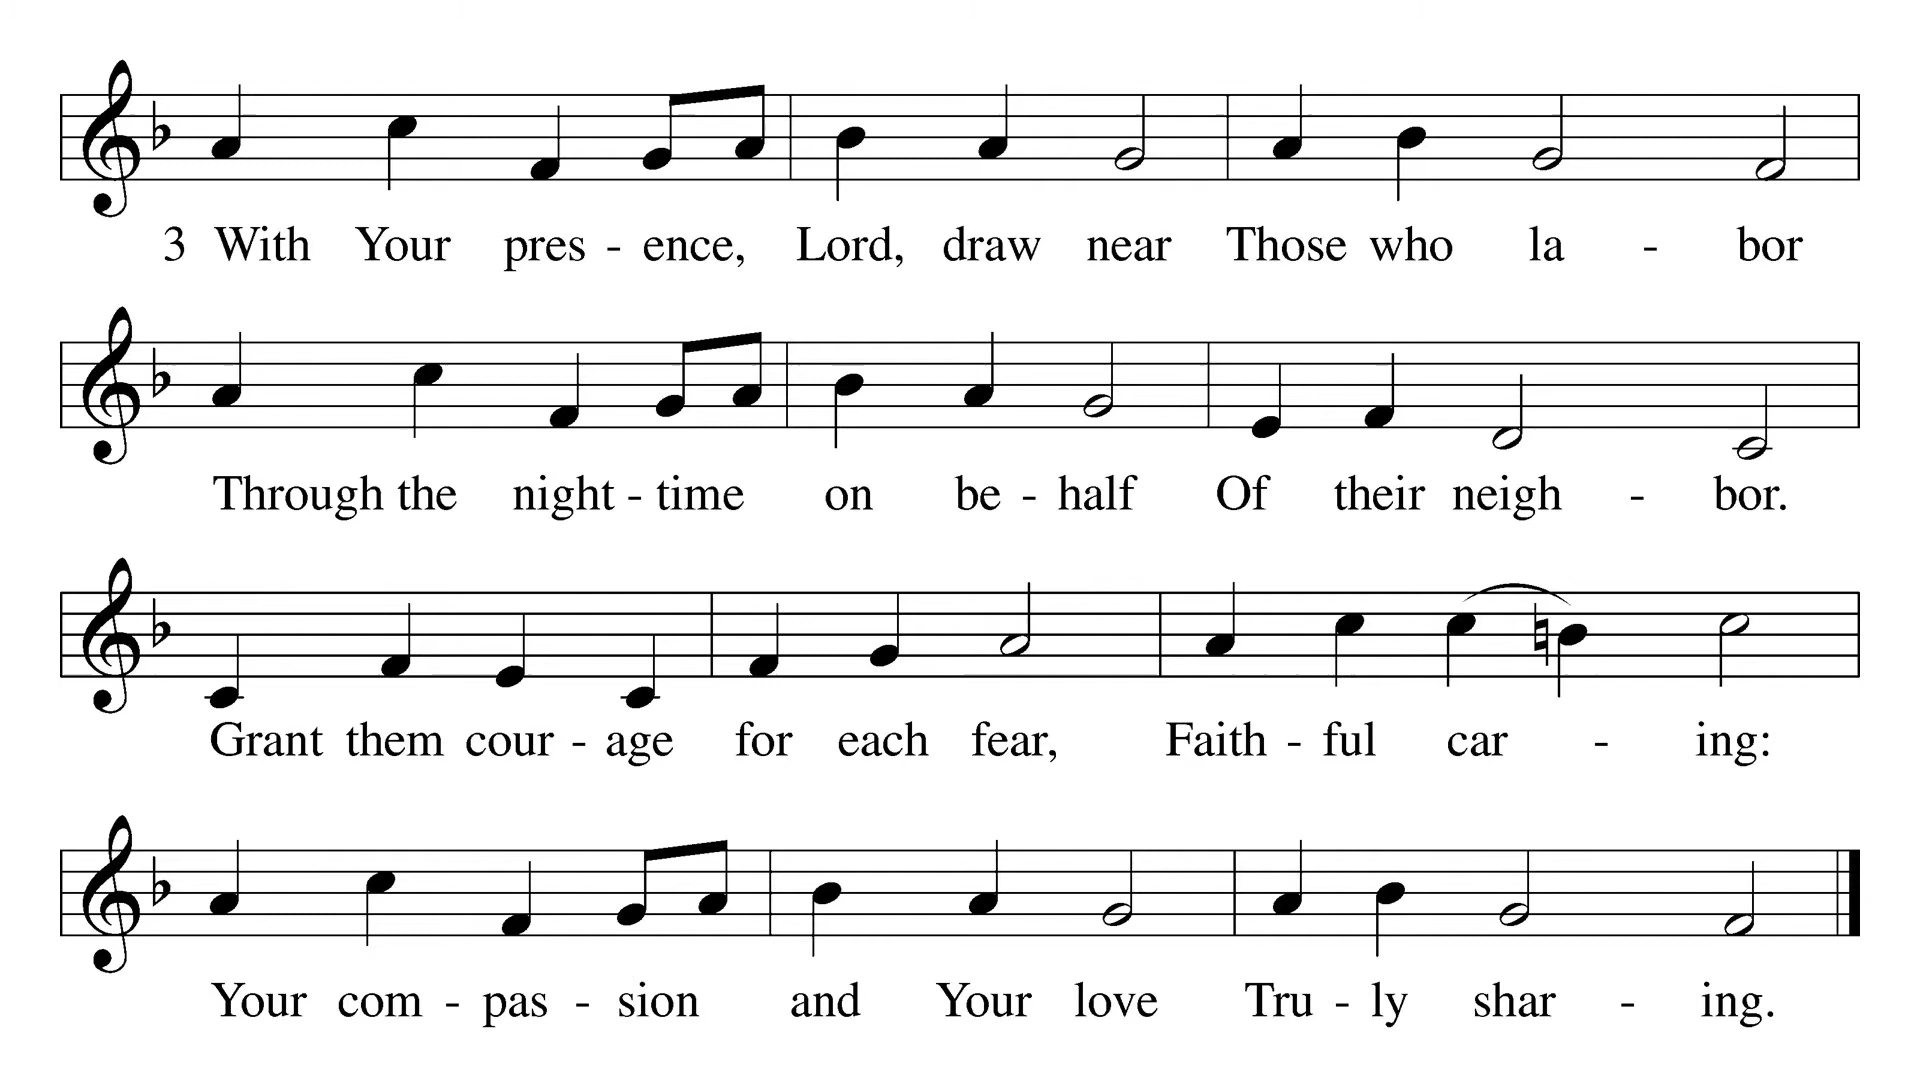 3 With Your pres - ence, Lord, draw near Those who la - bor
Through the night - time on be - half Of their neigh - bor.
Grant them cour - age for each fear, Faith - ful car - ing:
Your com - pas - sion and Your love Tru - ly shar - ing.